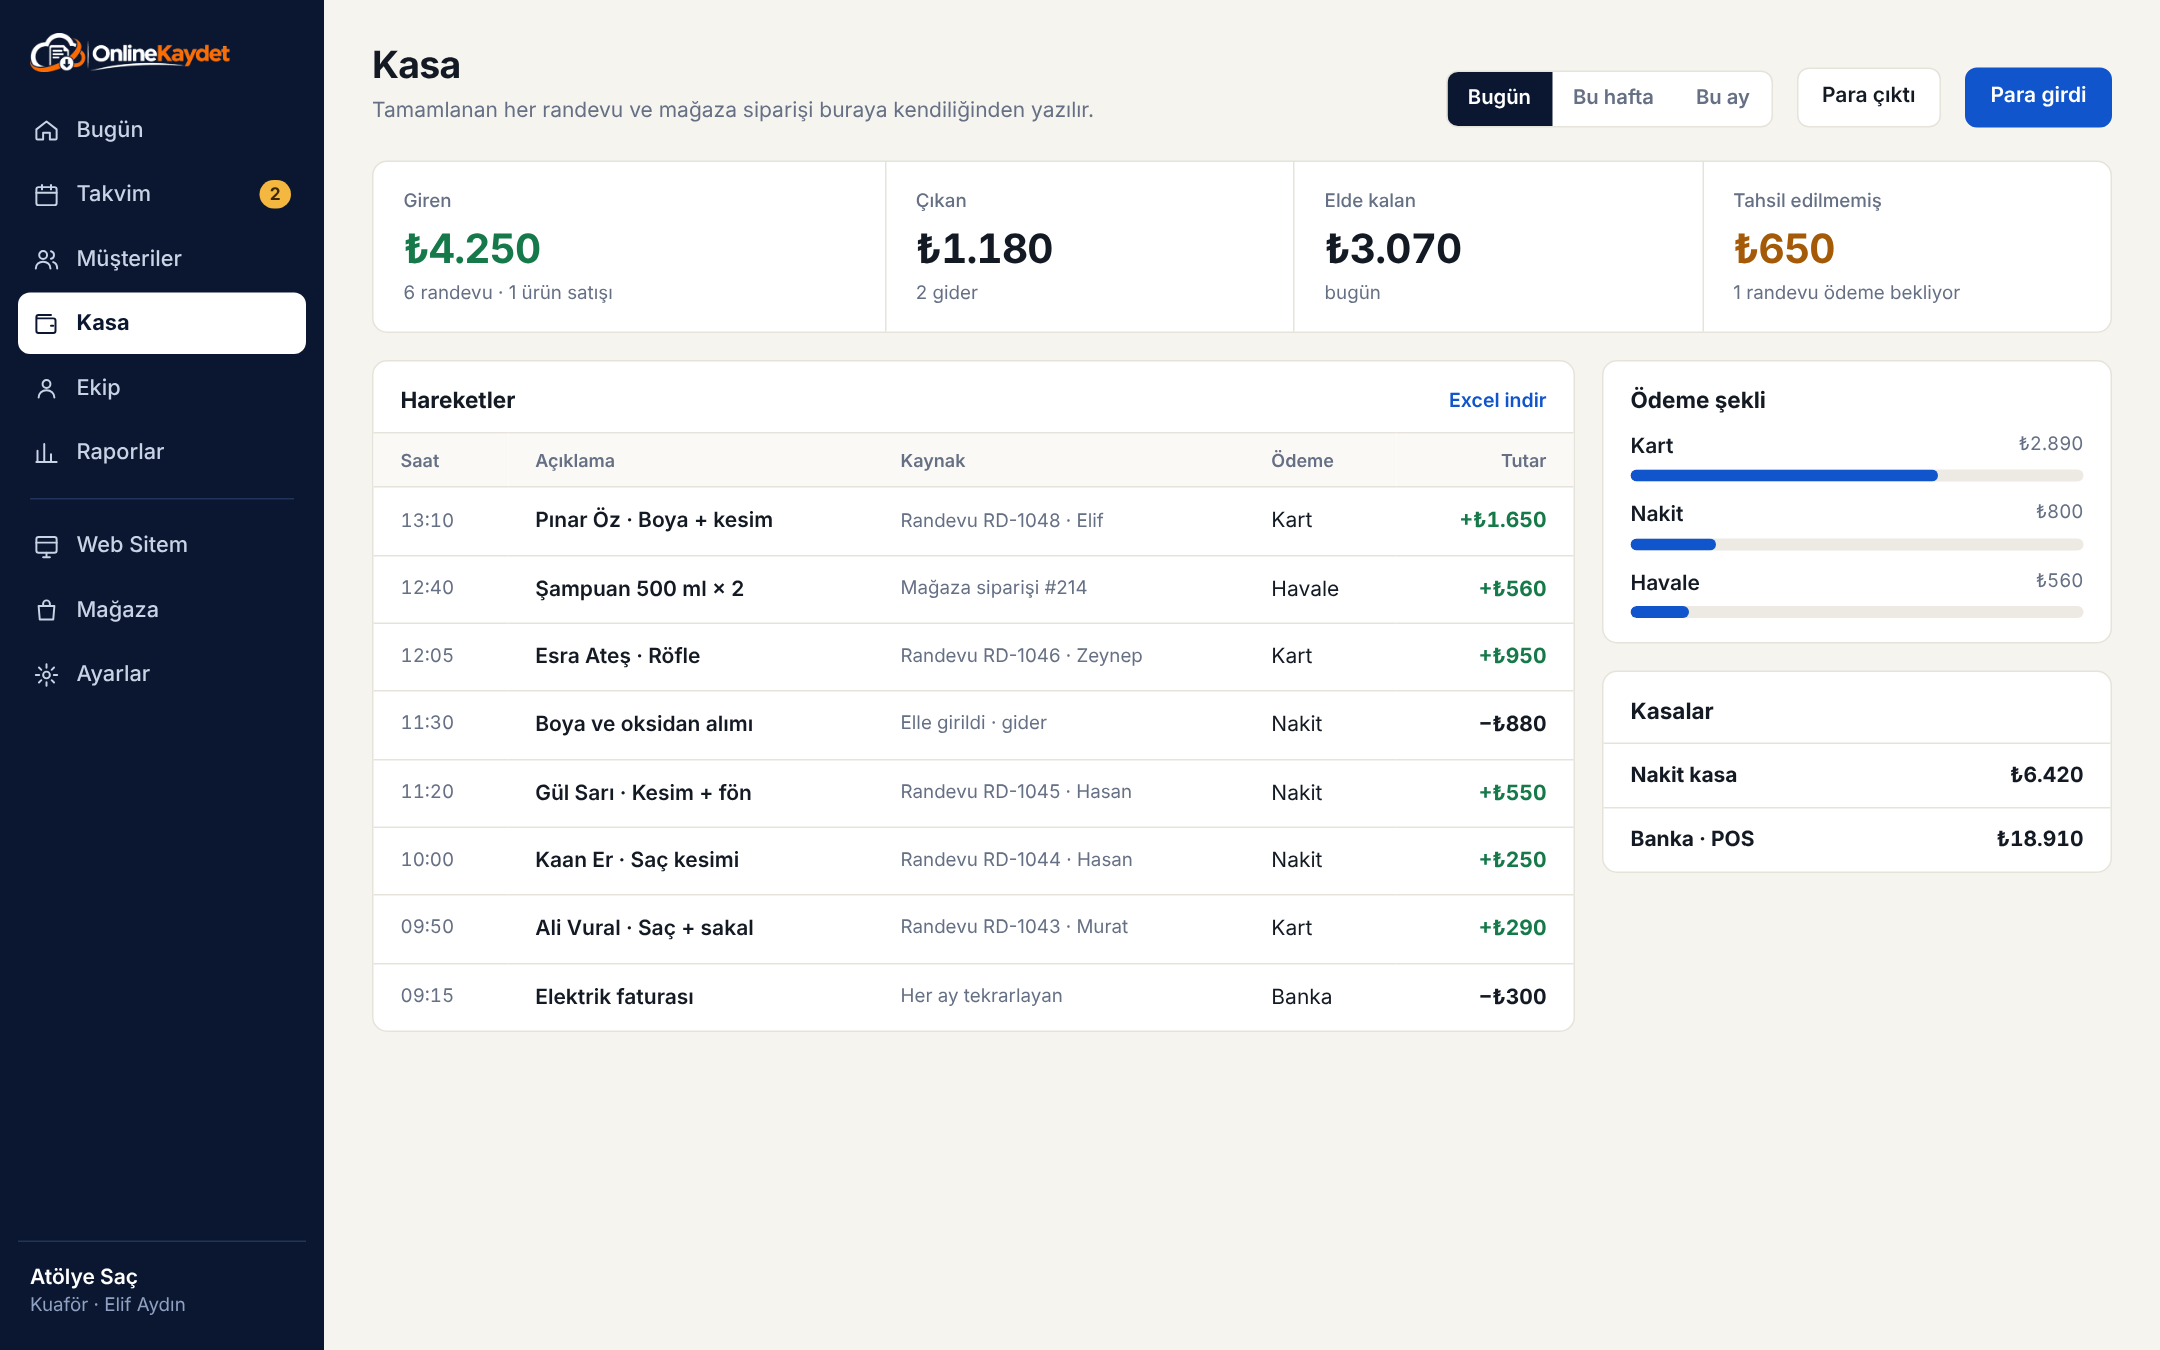 OnlineKaydet
Bugün
Takvim 2
Müşteriler
Kasa
Ekip
Raporlar
Web Sitem
Mağaza
Ayarlar
Atölye Saç
Kuaför · Elif Aydın
Kasa
Tamamlanan her randevu ve mağaza siparişi buraya kendiliğinden yazılır.
Bugün Bu hafta Bu ay Para çıktı Para girdi
Giren
₺4.250
6 randevu · 1 ürün satışı
Çıkan
₺1.180
2 gider
Elde kalan
₺3.070
bugün
Tahsil edilmemiş
₺650
1 randevu ödeme bekliyor
Hareketler Excel indir
Saat Açıklama Kaynak Ödeme Tutar
13:10 Pınar Öz · Boya + kesim Randevu RD-1048 · Elif Kart +₺1.650
12:40 Şampuan 500 ml × 2 Mağaza siparişi #214 Havale +₺560
12:05 Esra Ateş · Röfle Randevu RD-1046 · Zeynep Kart +₺950
11:30 Boya ve oksidan alımı Elle girildi · gider Nakit −₺880
11:20 Gül Sarı · Kesim + fön Randevu RD-1045 · Hasan Nakit +₺550
10:00 Kaan Er · Saç kesimi Randevu RD-1044 · Hasan Nakit +₺250
09:50 Ali Vural · Saç + sakal Randevu RD-1043 · Murat Kart +₺290
09:15 Elektrik faturası Her ay tekrarlayan Banka −₺300
Ödeme şekli
Kart ₺2.890
Nakit ₺800
Havale ₺560
Kasalar
Nakit kasa ₺6.420
Banka · POS ₺18.910